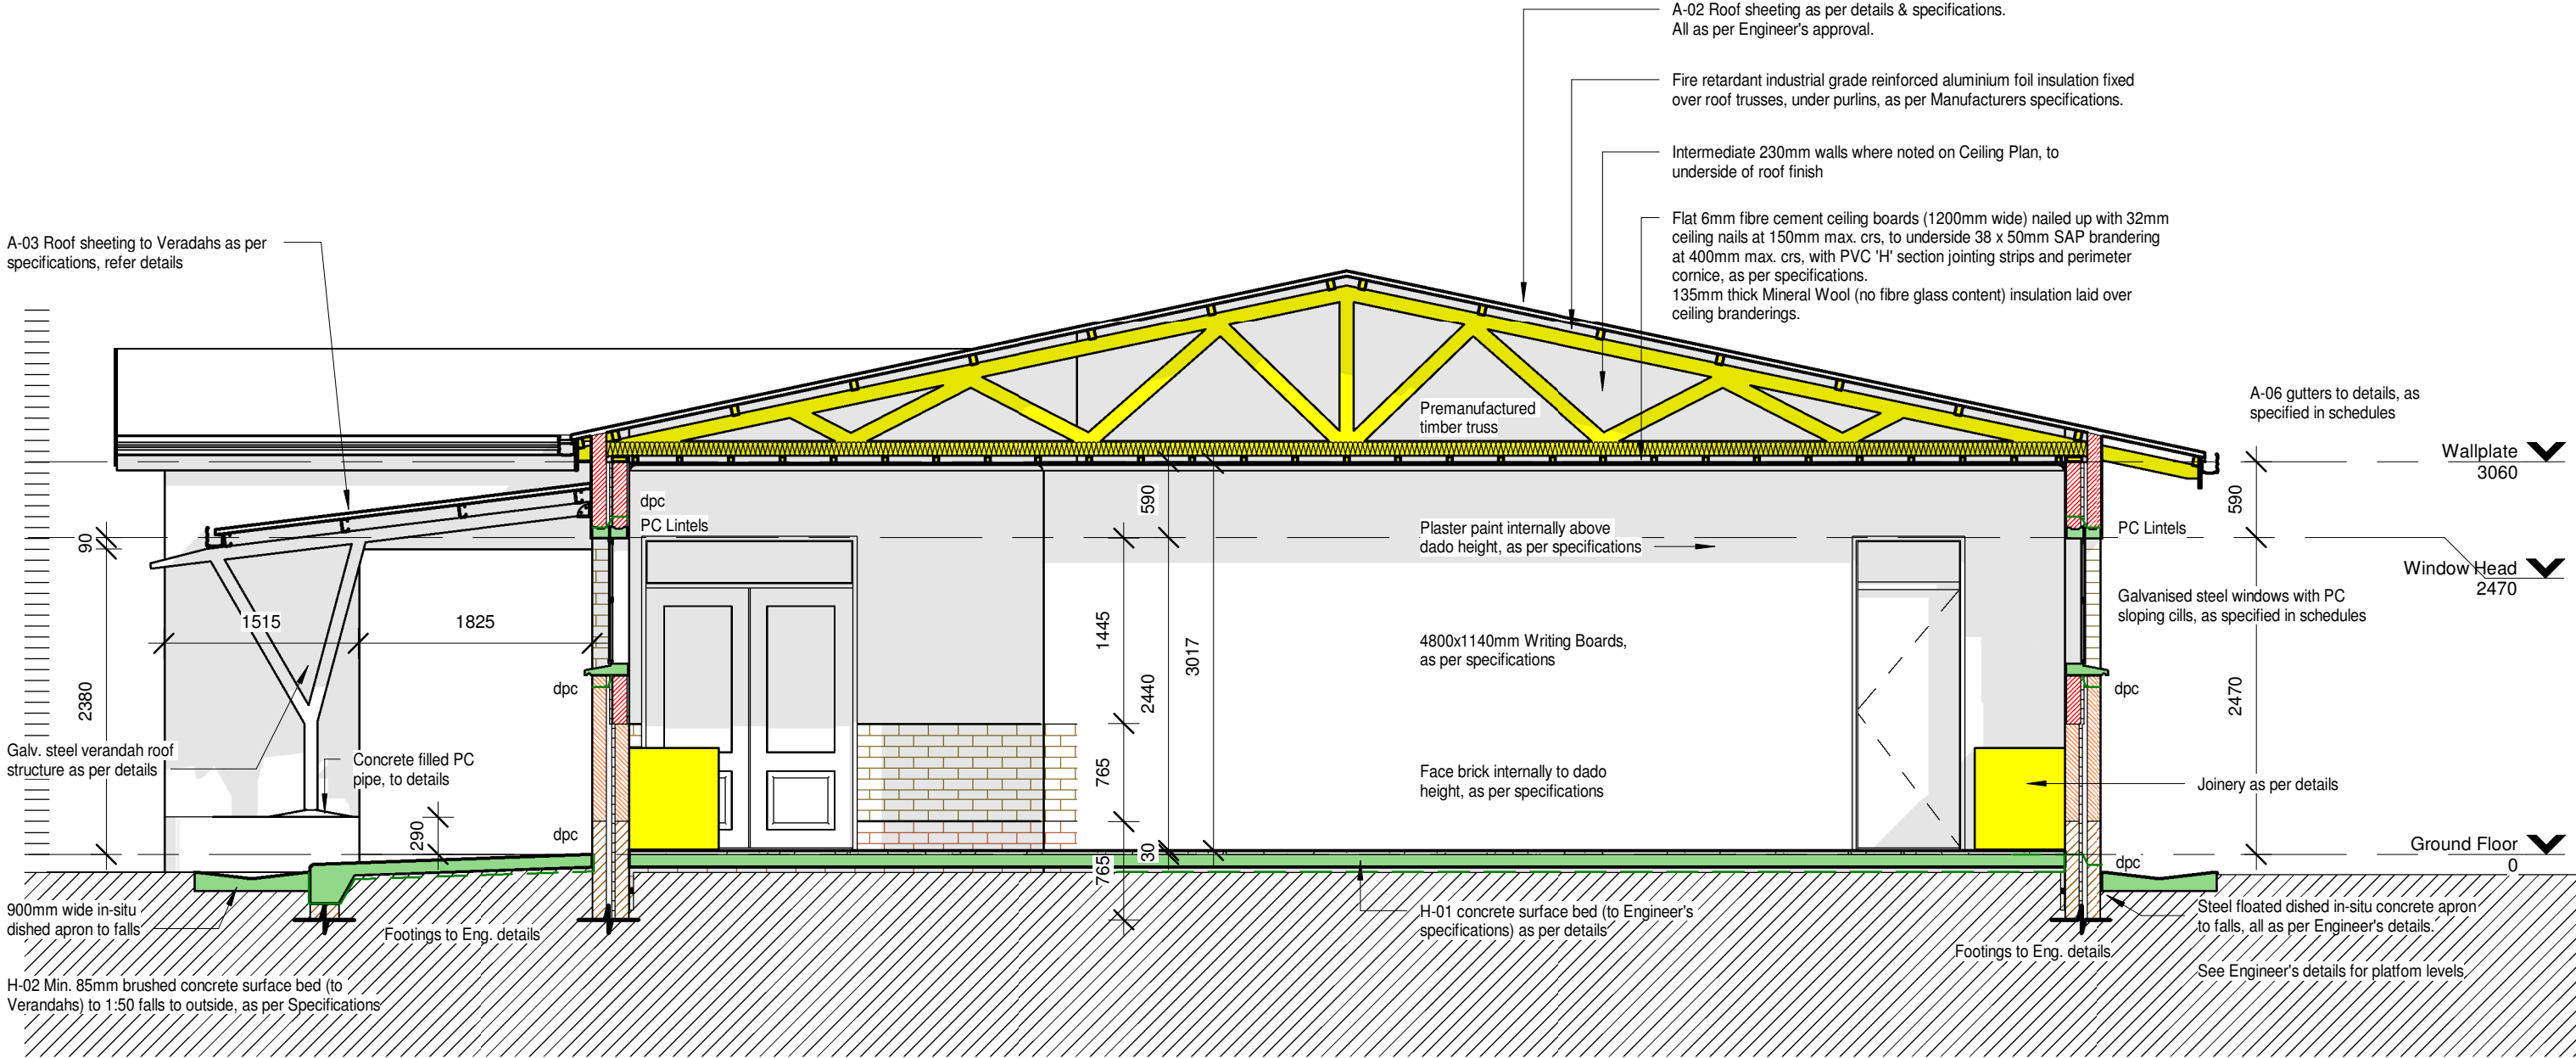 A-02 Roof sheeting as per details & specifications.
All as per Engineer's approval.
Fire retardant industrial grade reinforced aluminium foil insulation fixed
over roof trusses, under purlins, as per Manufacturers specifications.
Intermediate 230mm walls where noted on Ceiling Plan, to
underside of roof finish
Flat 6mm fibre cement ceiling boards (1200mm wide) nailed up with 32mm
ceiling nails at 150mm max. crs, to underside 38 x 50mm SAP brandering
at 400mm max. crs, with PVC 'H' section jointing strips and perimeter
cornice, as per specifications.
135mm thick Mineral Wool (no fibre glass content) insulation laid over
ceiling branderings.
A-03 Roof sheeting to Veradahs as per
specifications, refer details
A-06 gutters to details, as
specified in schedules
Premanufactured
timber truss
Wallplate
3060
dpc
PC Lintels
590
Plaster paint internally above
dado height, as per specifications
PC Lintels
590
90
Window Head
2470
Galvanised steel windows with PC
sloping cills, as specified in schedules
1515
1825
1445
3017
2440
4800x1140mm Writing Boards,
as per specifications
2380
dpc
dpc
2470
Galv. steel verandah roof
structure as per details
Concrete filled PC
pipe, to details
765
Face brick internally to dado
height, as per specifications
Joinery as per details
290
dpc
30
765
Ground Floor
0
dpc
900mm wide in-situ
dished apron to falls
Footings to Eng. details
H-01 concrete surface bed (to Engineer's
specifications) as per details
Footings to Eng. details
Steel floated dished in-situ concrete apron
to falls, all as per Engineer's details.
See Engineer's details for platfom levels
H-02 Min. 85mm brushed concrete surface bed (to
Verandahs) to 1:50 falls to outside, as per Specifications